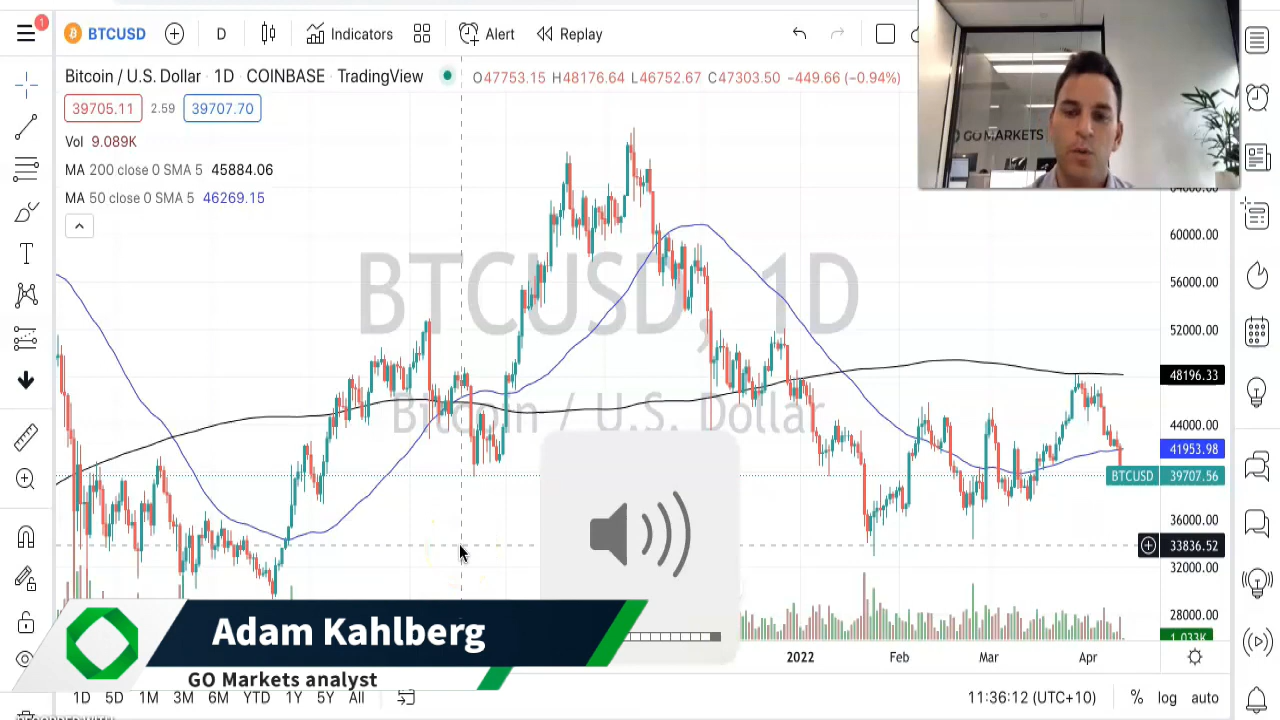 1
BTCUSD
D
Indicators
Alert
Replay
Bitcoin / U.S. Dollar · 1D · COINBASE · TradingView
O47753.15 H48176.64 L46752.67 C47303.50 −449.66 (−0.94%)
39705.11 2.59 39707.70
Vol 9.089K
MA 200 close 0 SMA 5 45884.06
MA 50 close 0 SMA 5 46269.15
GO MARKETS
BTCUSD, 1D
Bitcoin / U.S. Dollar
64000.00
60000.00
56000.00
52000.00
48196.33
44000.00
41953.98
BTCUSD 39707.56
36000.00
33836.52
32000.00
28000.00
1.033K
2022 Feb Mar Apr
Adam Kahlberg
GO Markets analyst
1D 5D 1M 3M 6M YTD 1Y 5Y All
11:36:12 (UTC+10) % log auto